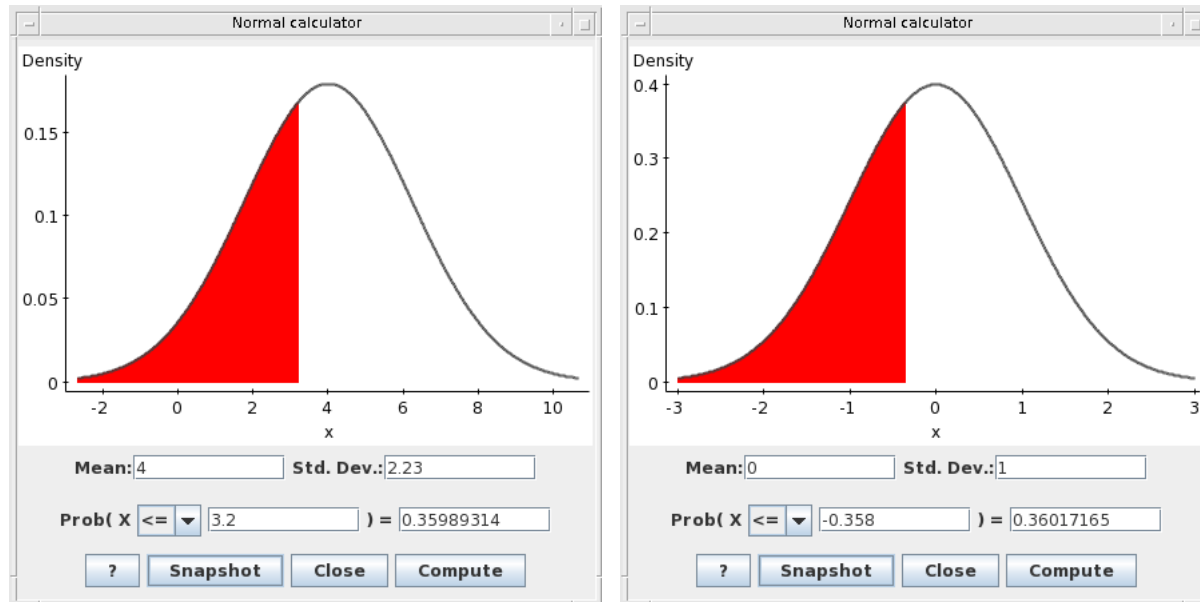 Normal calculator
Density
0.15
0.1
0.05
0
-2 0 2 4 6 8 10
x
Mean: 4 Std. Dev.: 2.23
Prob( X <= 3.2 ) = 0.35989314
? Snapshot Close Compute
Normal calculator
Density
0.4
0.3
0.2
0.1
0
-3 -2 -1 0 1 2 3
x
Mean: 0 Std. Dev.: 1
Prob( X <= -0.358 ) = 0.36017165
? Snapshot Close Compute